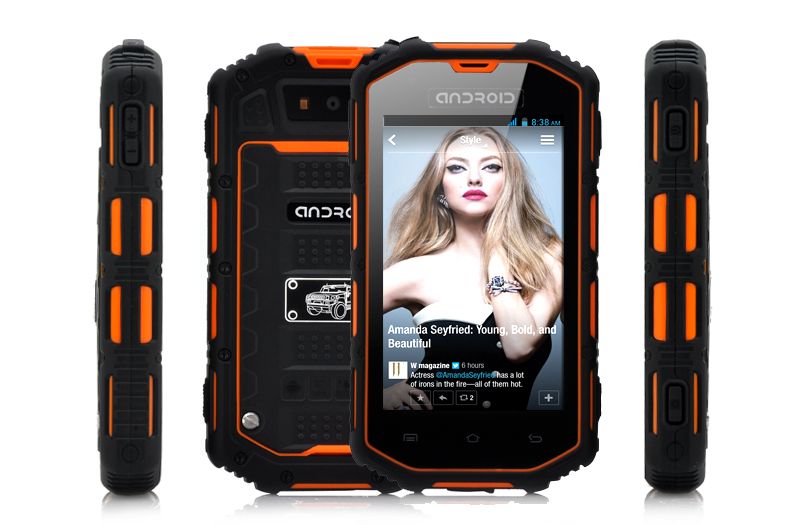 ANDROID
8:38 AM
Style
ANDRO
Amanda Seyfried: Young, Bold, and
Beautiful
W magazine 6 hours
Actress @AmandaSeyfried has a lot
of irons in the fire—all of them hot.
2